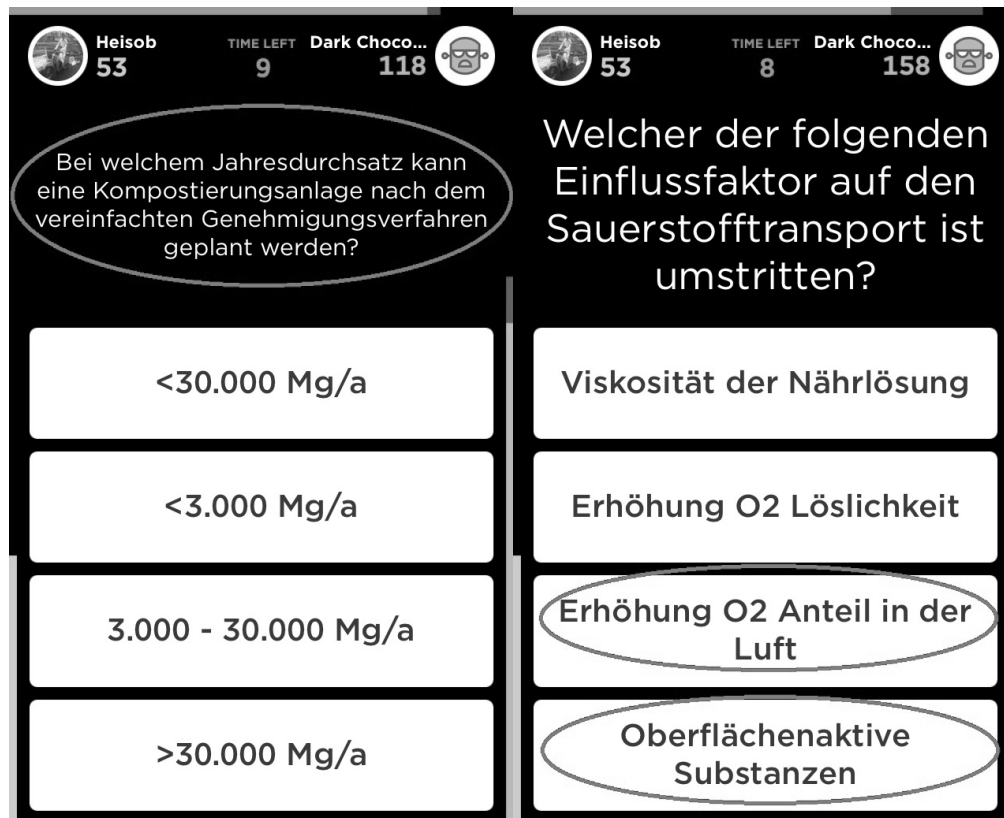 Heisob
53
TIME LEFT
9
Dark Choco...
118
Bei welchem Jahresdurchsatz kann
eine Kompostierungsanlage nach dem
vereinfachten Genehmigungsverfahren
geplant werden?
<30.000 Mg/a
<3.000 Mg/a
3.000 - 30.000 Mg/a
>30.000 Mg/a
Heisob
53
TIME LEFT
8
Dark Choco...
158
Welcher der folgenden
Einflussfaktor auf den
Sauerstofftransport ist
umstritten?
Viskosität der Nährlösung
Erhöhung O2 Löslichkeit
Erhöhung O2 Anteil in der
Luft
Oberflächenaktive
Substanzen